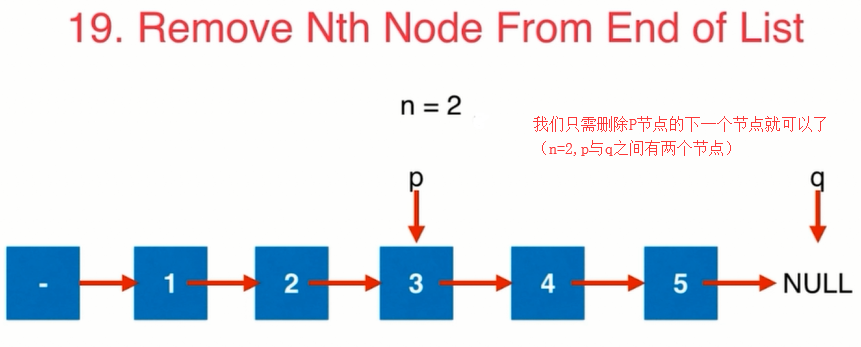 19. Remove Nth Node From End of List
n = 2
我们只需删除P节点的下一个节点就可以了
（n=2,p与q之间有两个节点）
p q
- 1 2 3 4 5 NULL